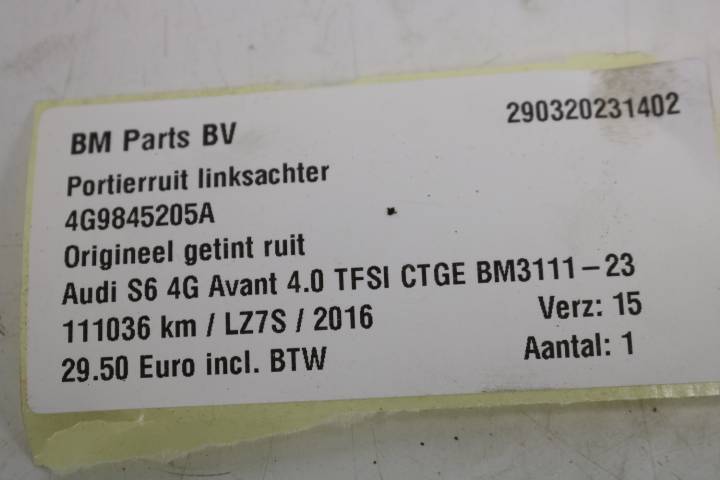 BM Parts BV 290320231402
Portierruit linksachter
4G9845205A
Origineel getint ruit
Audi S6 4G Avant 4.0 TFSI CTGE BM3111-23
111036 km / LZ7S / 2016 Verz: 15
29.50 Euro incl. BTW Aantal: 1